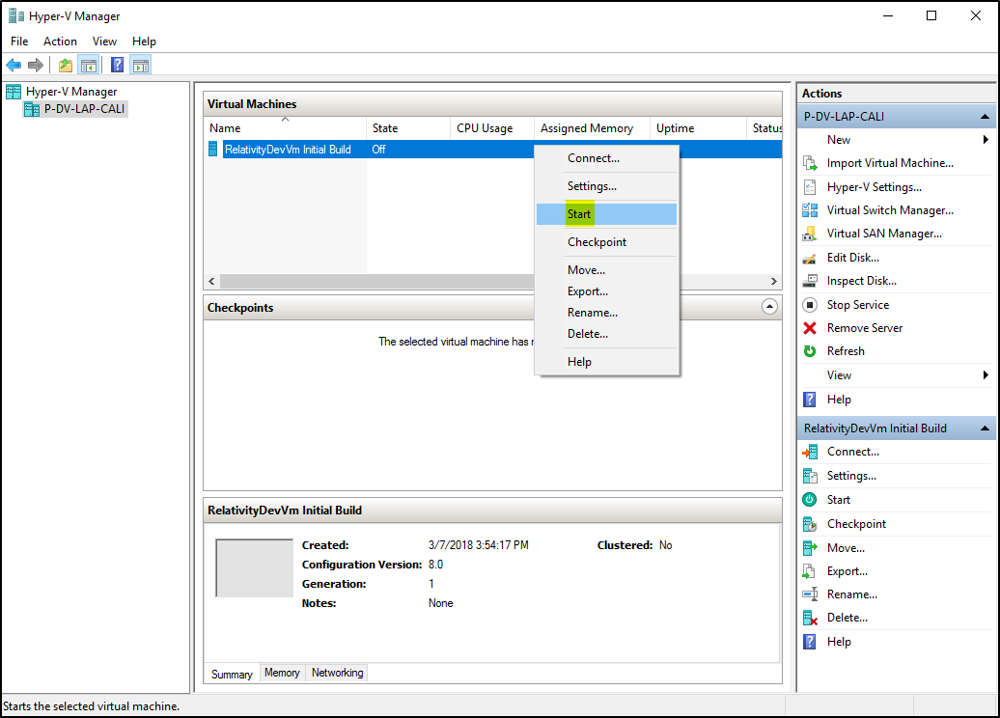 Hyper-V Manager
File Action View Help
Hyper-V Manager
P-DV-LAP-CALI
Virtual Machines
Name State CPU Usage Assigned Memory Uptime Status
RelativityDevVm Initial Build Off
Connect...
Settings...
Start
Checkpoint
Move...
Export...
Rename...
Delete...
Help
Checkpoints
The selected virtual machine has
RelativityDevVm Initial Build
Created: 3/7/2018 3:54:17 PM Clustered: No
Configuration Version: 8.0
Generation: 1
Notes: None
Summary Memory Networking
Actions
P-DV-LAP-CALI
New
Import Virtual Machine...
Hyper-V Settings...
Virtual Switch Manager...
Virtual SAN Manager...
Edit Disk...
Inspect Disk...
Stop Service
Remove Server
Refresh
View
Help
RelativityDevVm Initial Build
Connect...
Settings...
Start
Checkpoint
Move...
Export...
Rename...
Delete...
Help
Starts the selected virtual machine.